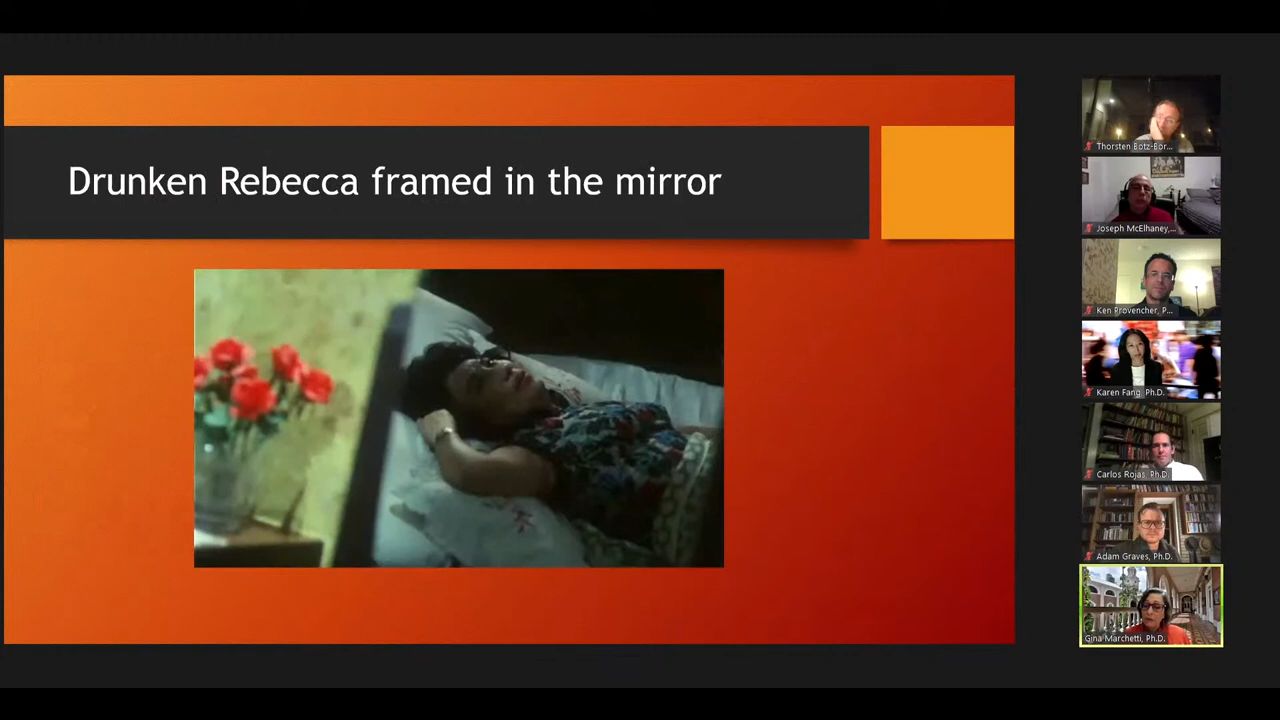 Drunken Rebecca framed in the mirror
Thorsten Botz-Bor...
Joseph McElhaney,...
Ken Provencher, P...
Karen Fang, Ph.D.
Carlos Rojas, Ph.D.
Adam Graves, Ph.D.
Gina Marchetti, Ph.D.